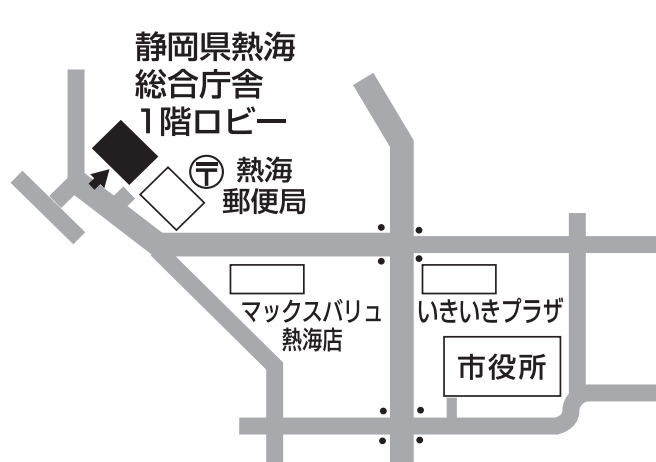 静岡県熱海
総合庁舎
1階ロビー
〒 熱海
郵便局
マックスバリュ
熱海店
いきいきプラザ
市役所